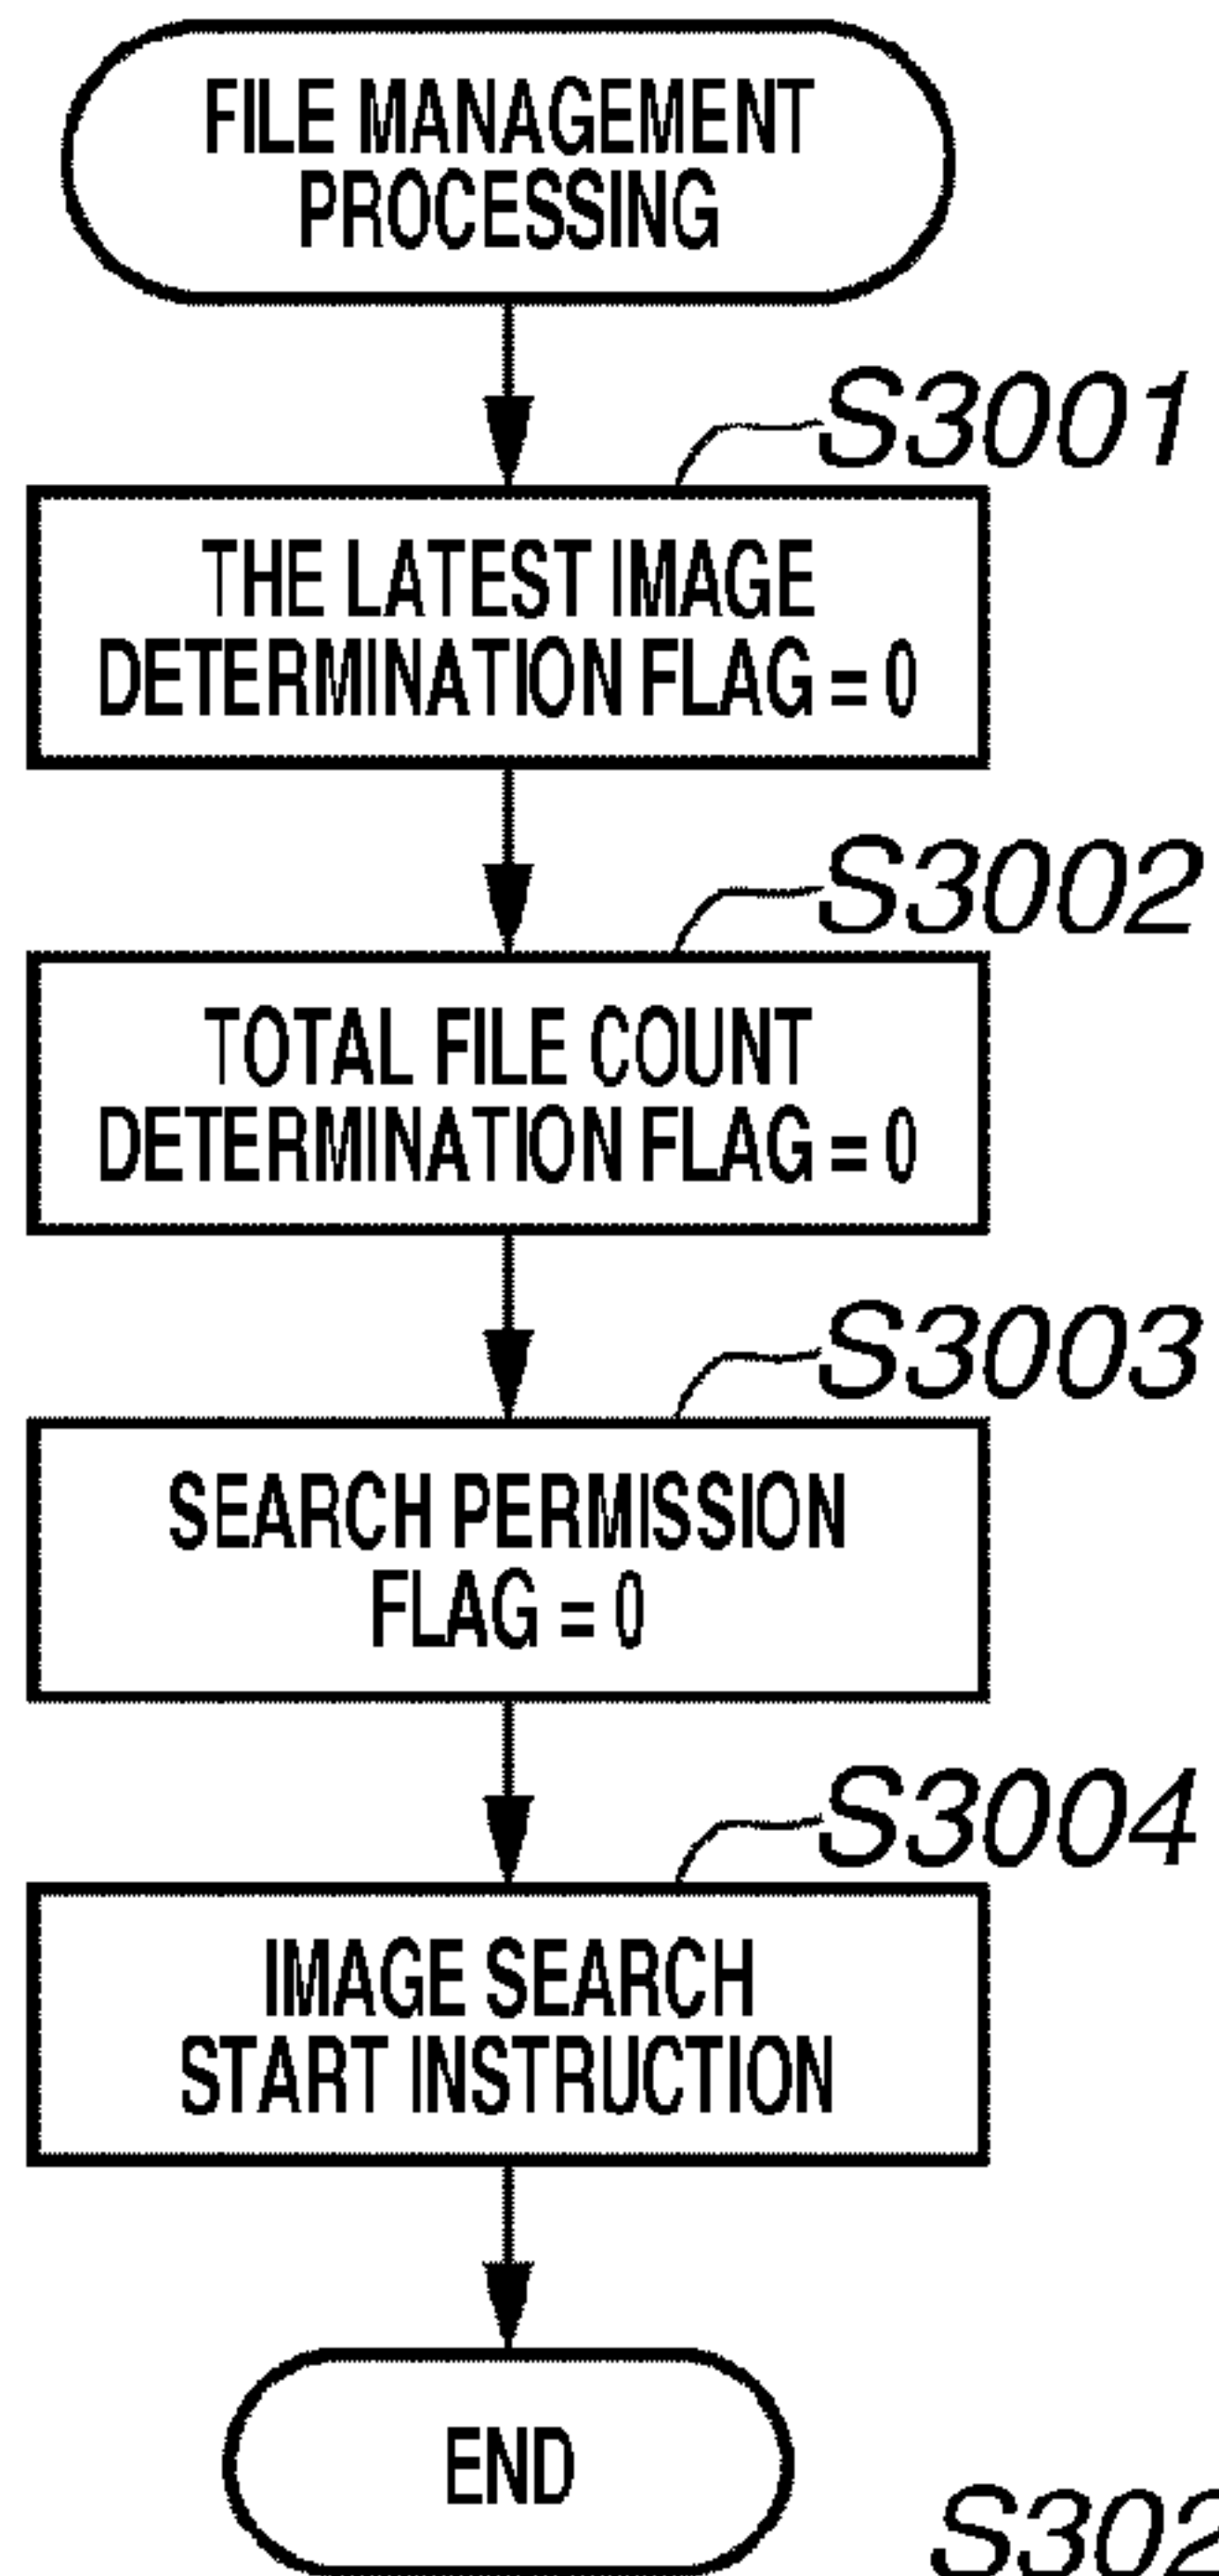 FILE MANAGEMENT
PROCESSING
S3001
THE LATEST IMAGE
DETERMINATION FLAG = 0
S3002
TOTAL FILE COUNT
DETERMINATION FLAG = 0
S3003
SEARCH PERMISSION
FLAG = 0
S3004
IMAGE SEARCH
START INSTRUCTION
END